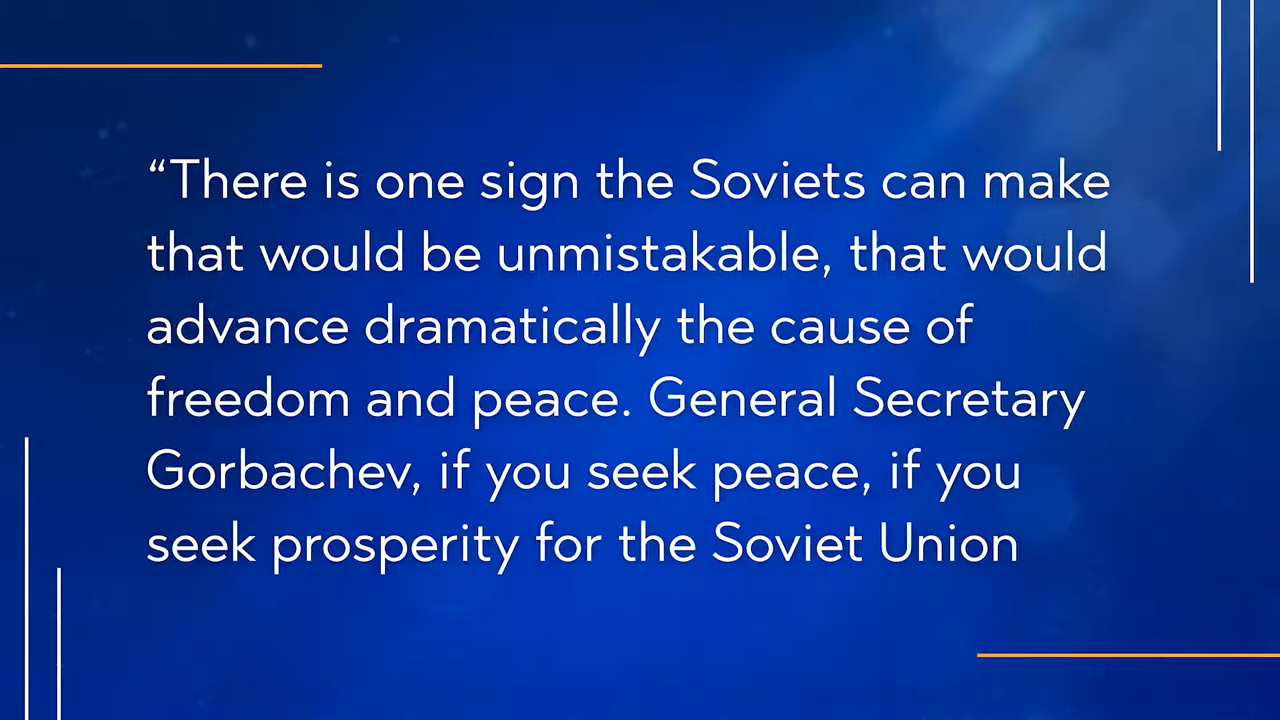 “There is one sign the Soviets can make
that would be unmistakable, that would
advance dramatically the cause of
freedom and peace. General Secretary
Gorbachev, if you seek peace, if you
seek prosperity for the Soviet Union